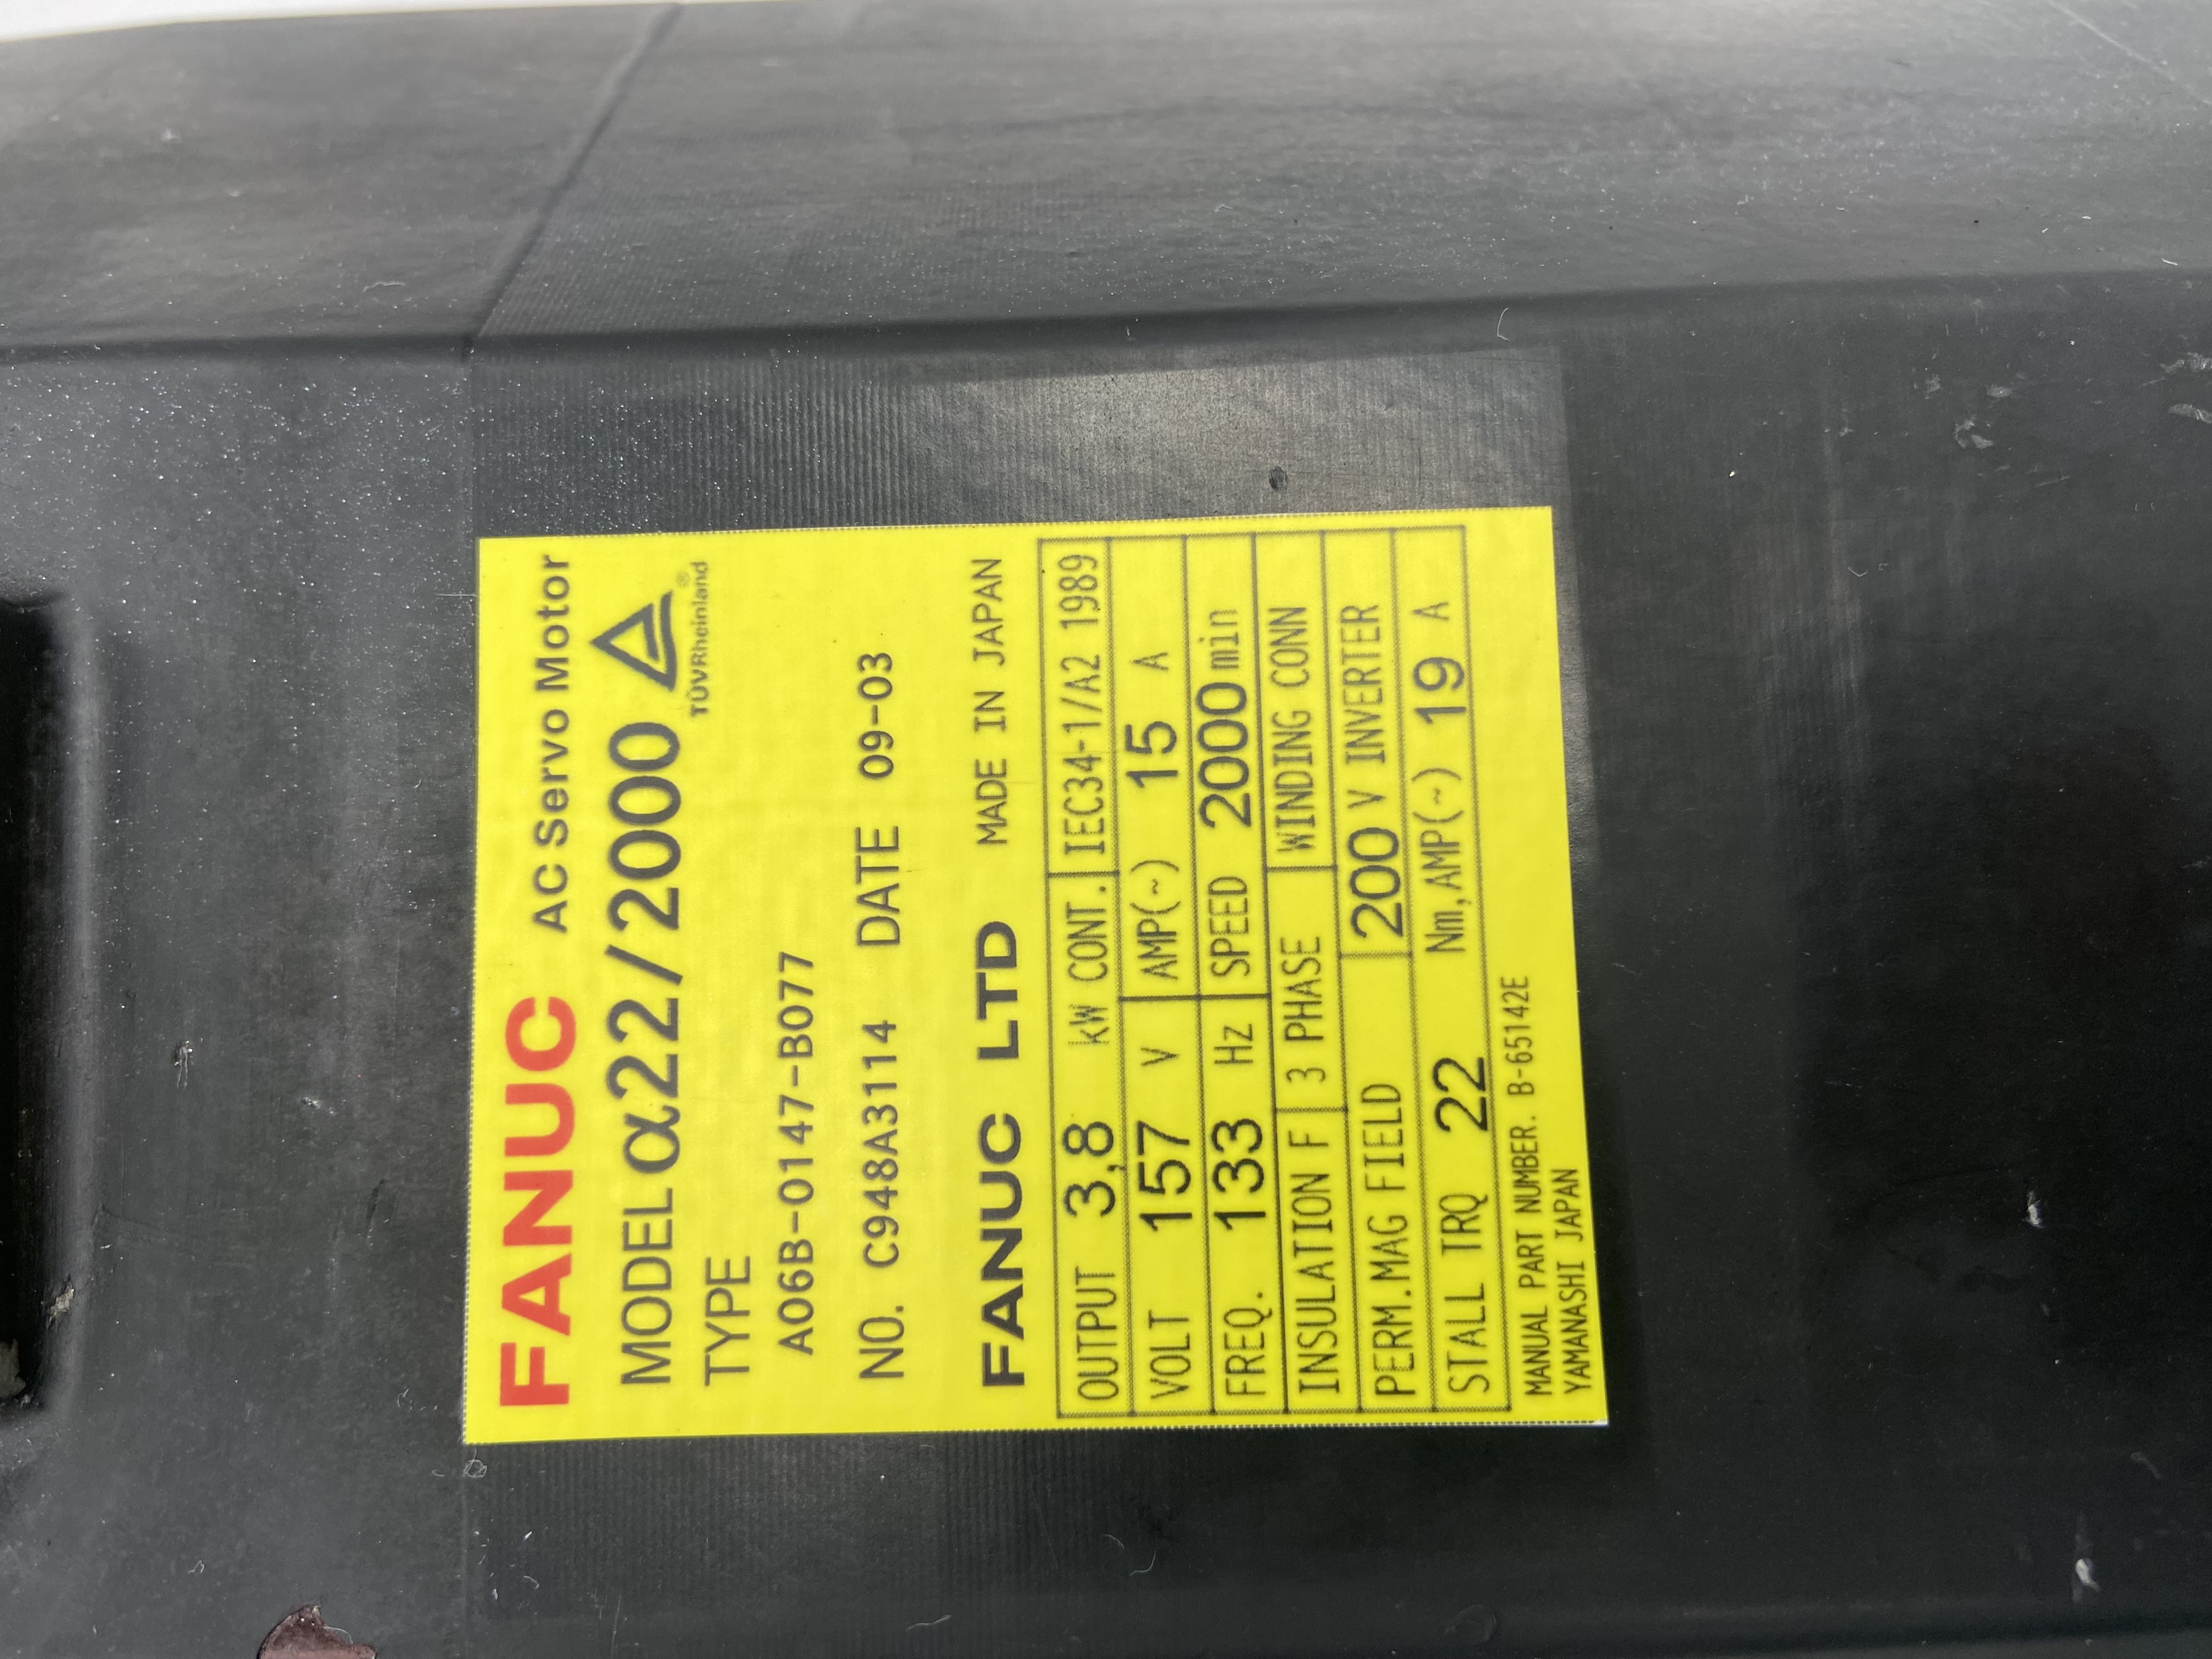 FANUC AC Servo Motor
MODEL α22/2000
TÜVRheinland®
TYPE
A06B-0147-B077
NO. C948A3114 DATE 09-03
FANUC LTD MADE IN JAPAN
OUTPUT 3,8 kW CONT. IEC34-1/A2 1989
VOLT 157 V AMP(~) 15 A
FREQ. 133 Hz SPEED 2000 min
INSULATION F 3 PHASE WINDING CONN
PERM.MAG FIELD 200 V INVERTER
STALL TRQ 22 Nm,AMP(~) 19 A
MANUAL PART NUMBER. B-65142E
YAMANASHI JAPAN